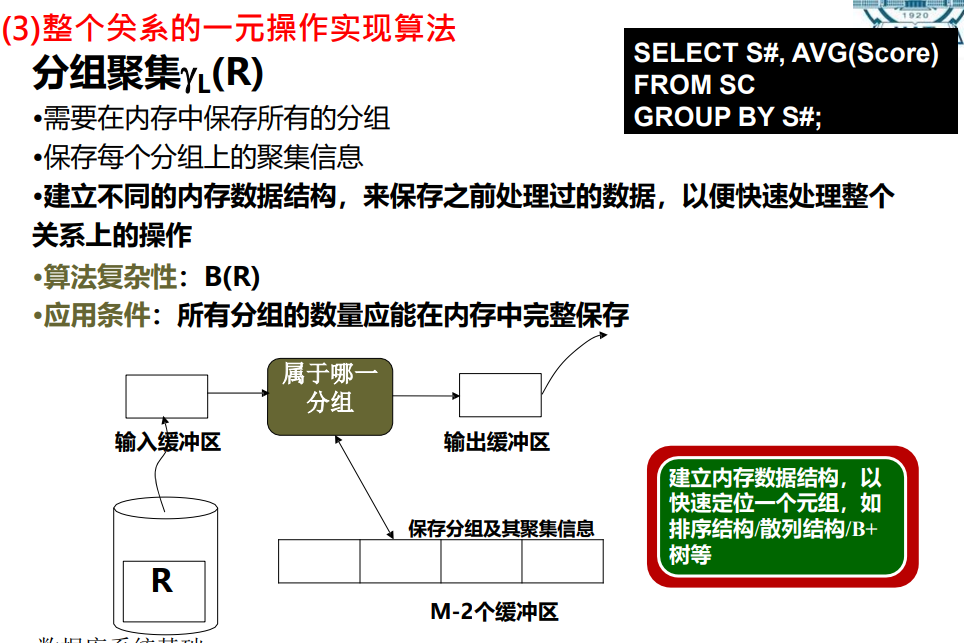 1920
(3)整个关系的一元操作实现算法
分组聚集γL(R)
SELECT S#, AVG(Score)
FROM SC
GROUP BY S#;
•需要在内存中保存所有的分组
•保存每个分组上的聚集信息
•建立不同的内存数据结构，来保存之前处理过的数据，以便快速处理整个
关系上的操作
•算法复杂性：B(R)
•应用条件：所有分组的数量应能在内存中完整保存
属于哪一
分组
输入缓冲区
输出缓冲区
建立内存数据结构，以
快速定位一个元组，如
排序结构/散列结构/B+
树等
保存分组及其聚集信息
R
M-2个缓冲区